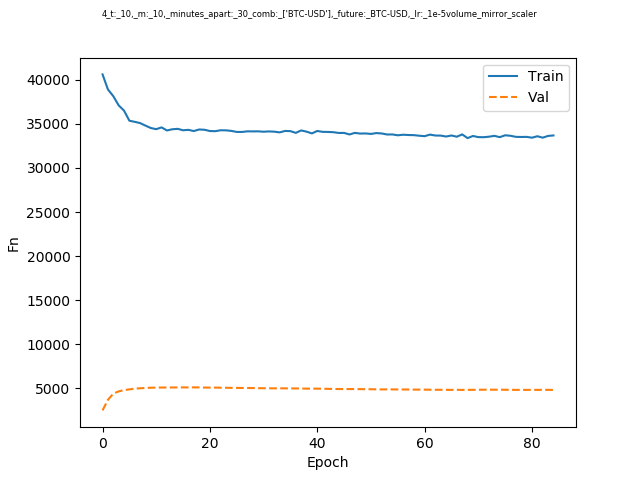 4_t:_10,_m:_10,_minutes_apart:_30_comb:_['BTC-USD'],_future:_BTC-USD,_lr:_1e-5volume_mirror_scaler
Train
Val
40000
35000
30000
25000
20000
15000
10000
5000
Fn
0 20 40 60 80
Epoch